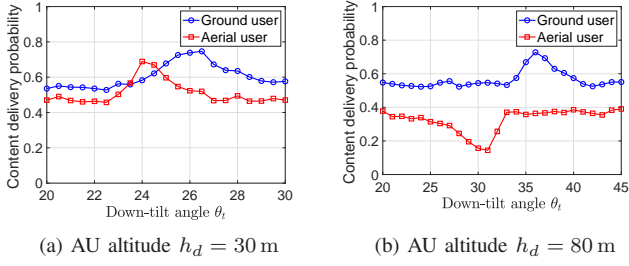 Content delivery probability
1
0.8
0.6
0.4
0.2
0
Ground user
Aerial user
20 22 24 26 28 30
Down-tilt angle θt
(a) AU altitude hd = 30 m
Content delivery probability
1
0.8
0.6
0.4
0.2
0
Ground user
Aerial user
20 25 30 35 40 45
Down-tilt angle θt
(b) AU altitude hd = 80 m